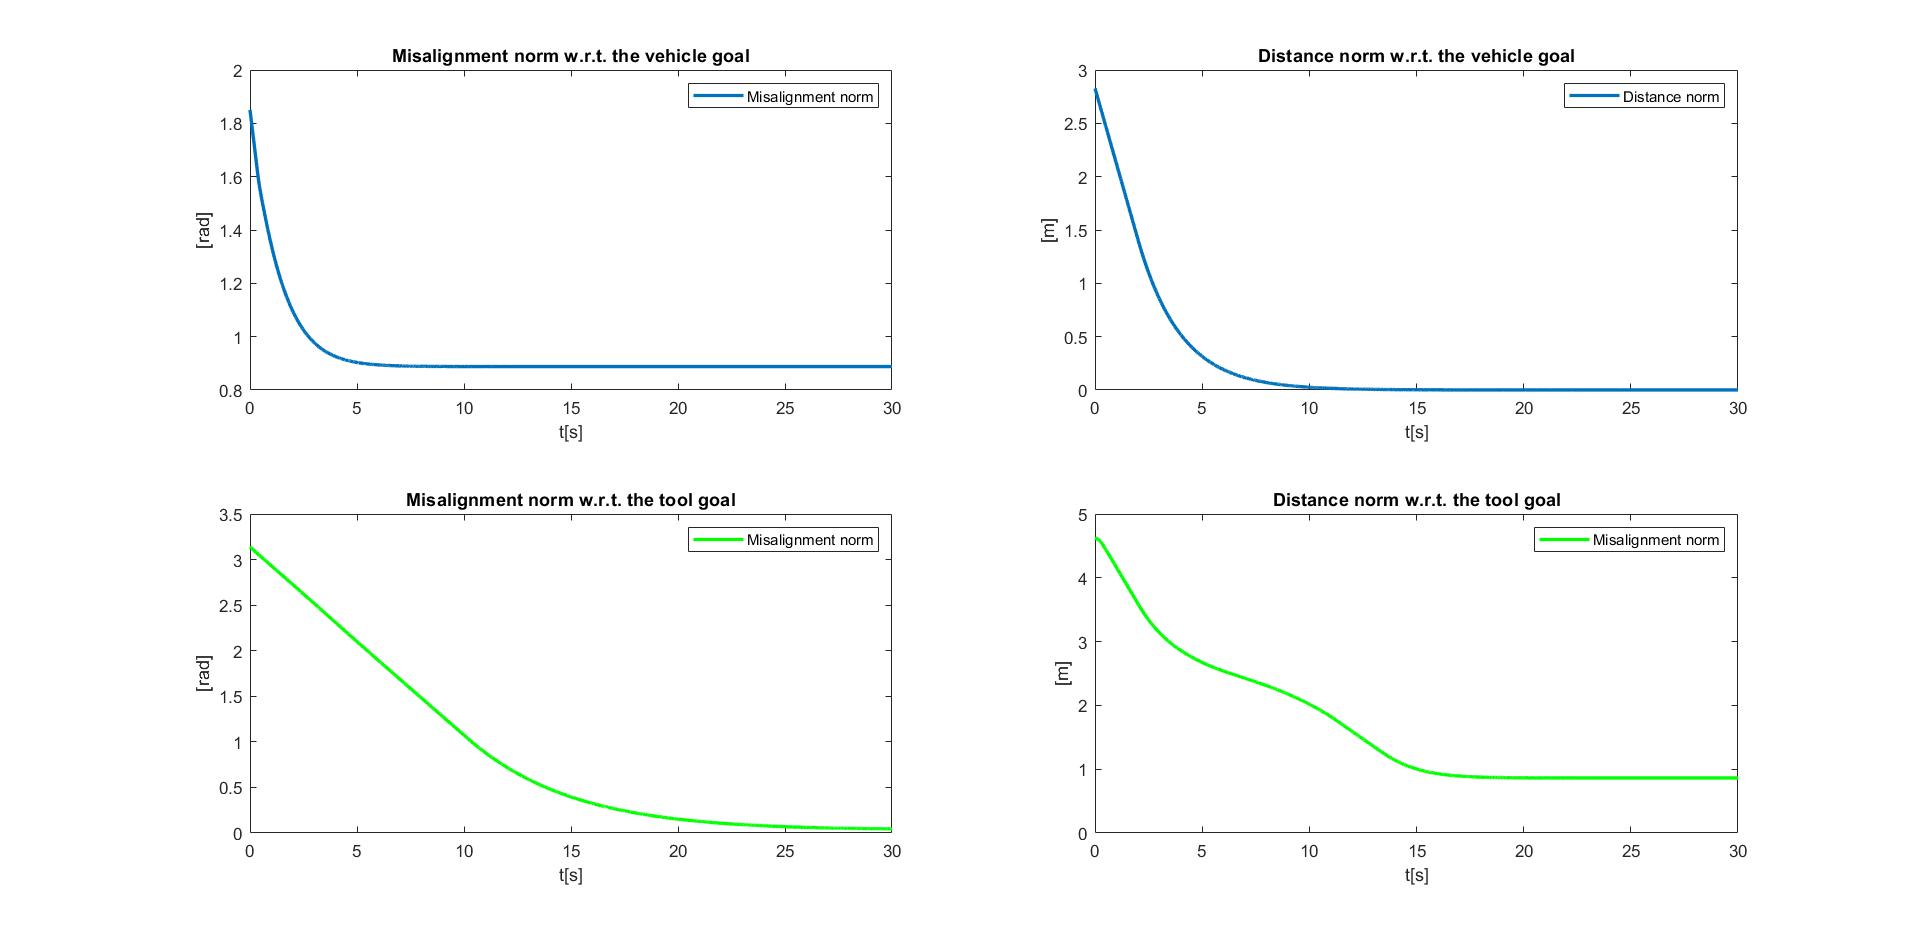 Misalignment norm w.r.t. the vehicle goal
2
1.8
1.6
1.4
1.2
1
0.8
[rad]
Misalignment norm
0 5 10 15 20 25 30
t[s]
Distance norm w.r.t. the vehicle goal
3
2.5
2
1.5
1
0.5
0
[m]
Distance norm
0 5 10 15 20 25 30
t[s]
Misalignment norm w.r.t. the tool goal
3.5
3
2.5
2
1.5
1
0.5
0
[rad]
Misalignment norm
0 5 10 15 20 25 30
t[s]
Distance norm w.r.t. the tool goal
5
4
3
2
1
0
[m]
Misalignment norm
0 5 10 15 20 25 30
t[s]